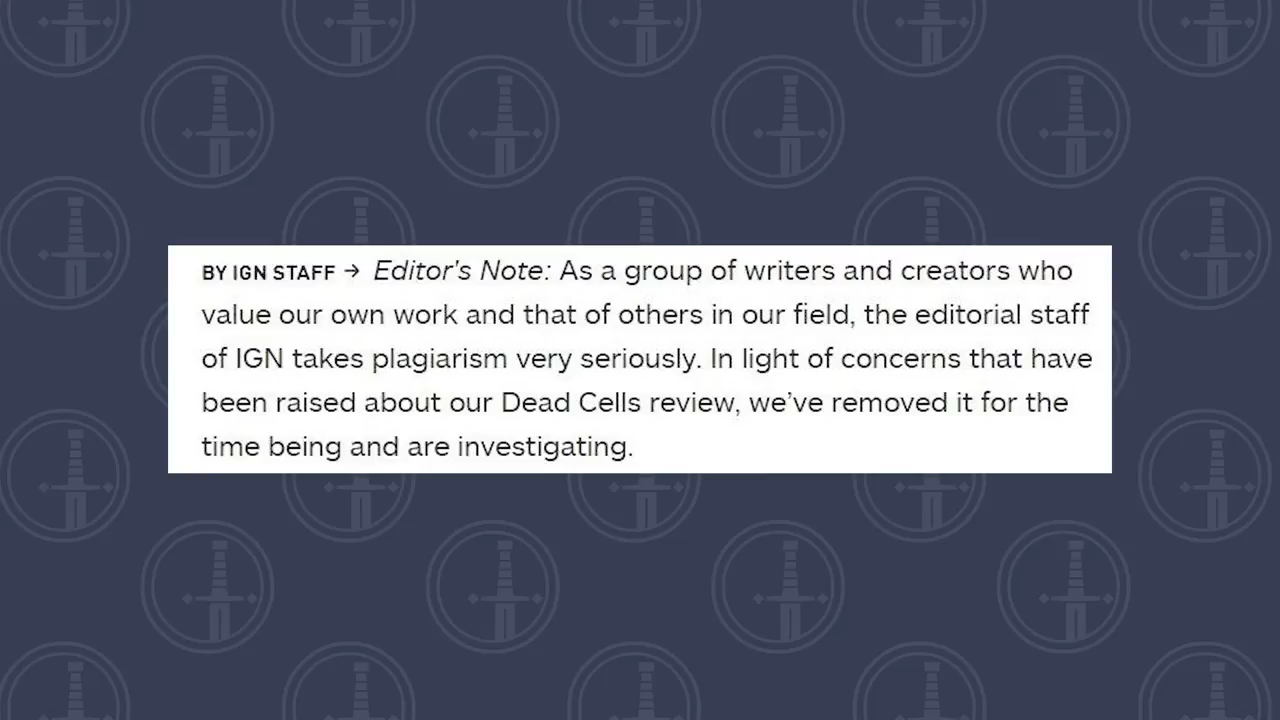 BY IGN STAFF → Editor's Note: As a group of writers and creators who
value our own work and that of others in our field, the editorial staff
of IGN takes plagiarism very seriously. In light of concerns that have
been raised about our Dead Cells review, we’ve removed it for the
time being and are investigating.